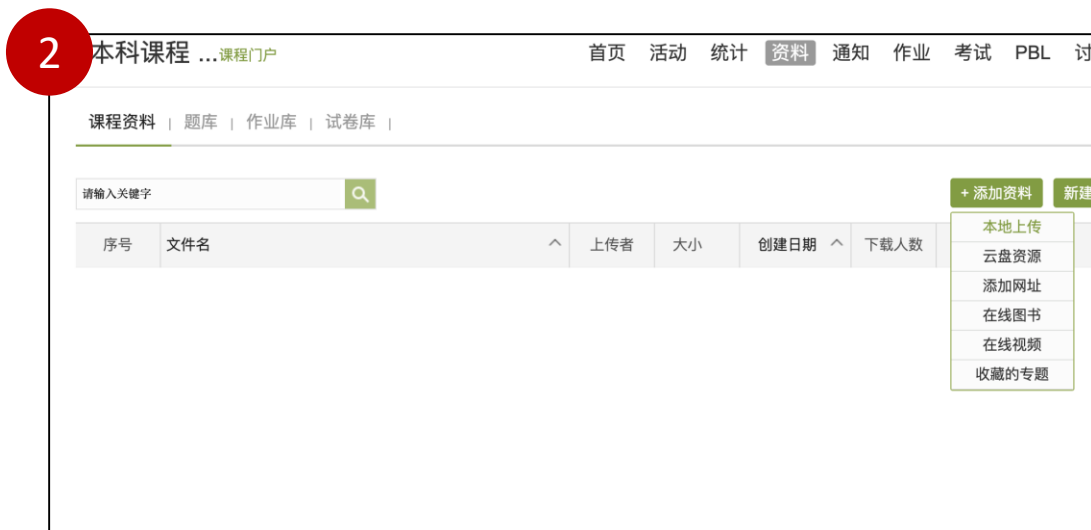 2
本科课程 ...课程门户 首页 活动 统计 资料 通知 作业 考试 PBL 讨
课程资料 | 题库 | 作业库 | 试卷库 |
请输入关键字 + 添加资料 新建
序号 文件名 上传者 大小 创建日期 下载人数
本地上传
云盘资源
添加网址
在线图书
在线视频
收藏的专题